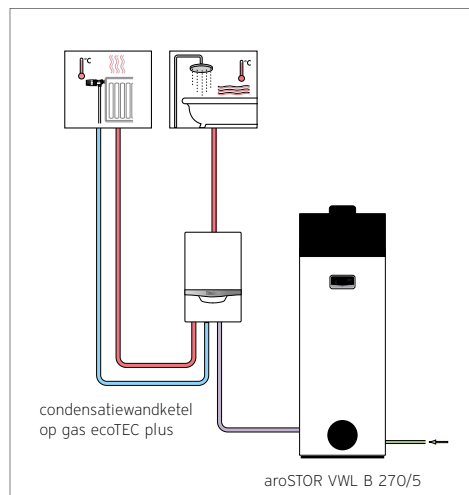 °C
°C
condensatiewandketel
op gas ecoTEC plus
aroSTOR VWL B 270/5